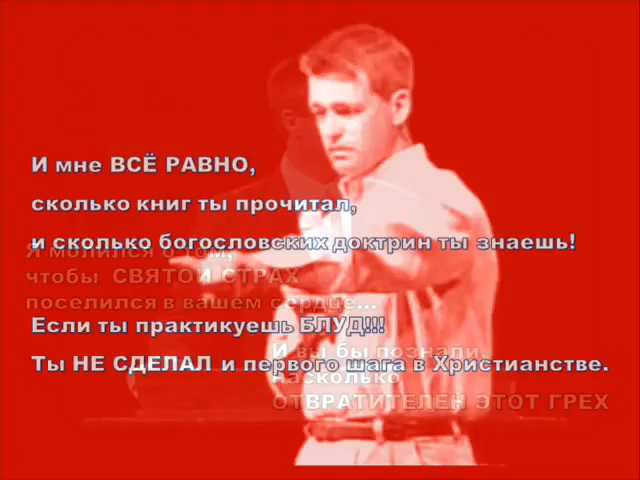 И мне ВСЁ РАВНО,
сколько книг ты прочитал,
и сколько богословских доктрин ты знаешь!
Я молился о том,
чтобы СВЯТОЙ СТРАХ
поселился в вашем сердце...
Если ты практикуешь БЛУД!!!
И вы бы познали,
Ты НЕ СДЕЛАЛ и первого шага в Христианстве.
насколько
ОТВРАТИТЕЛЕН ЭТОТ ГРЕХ